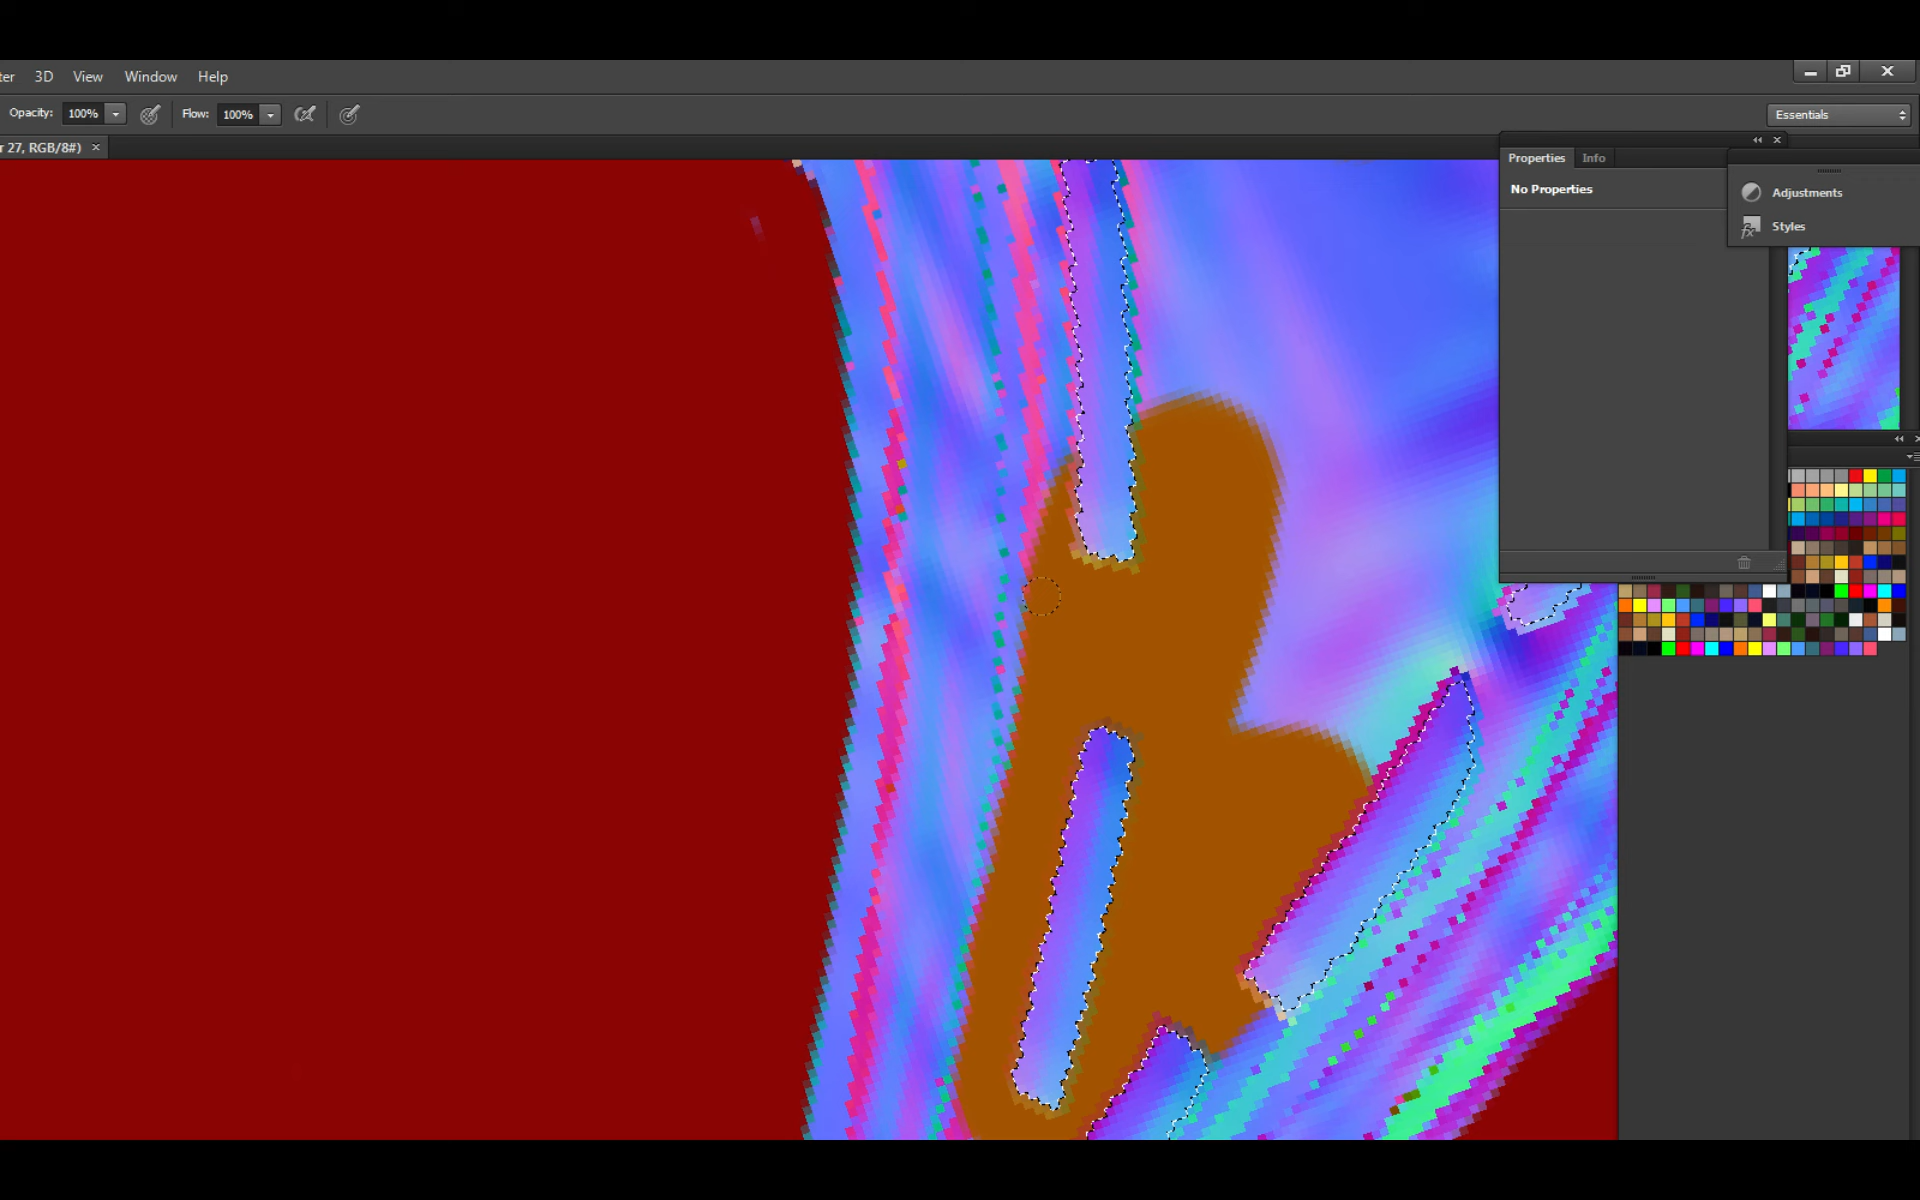 ter 3D View Window Help
Opacity: 100% Flow: 100% Essentials
r 27, RGB/8#) ×
Properties Info
No Properties
Adjustments
fx Styles